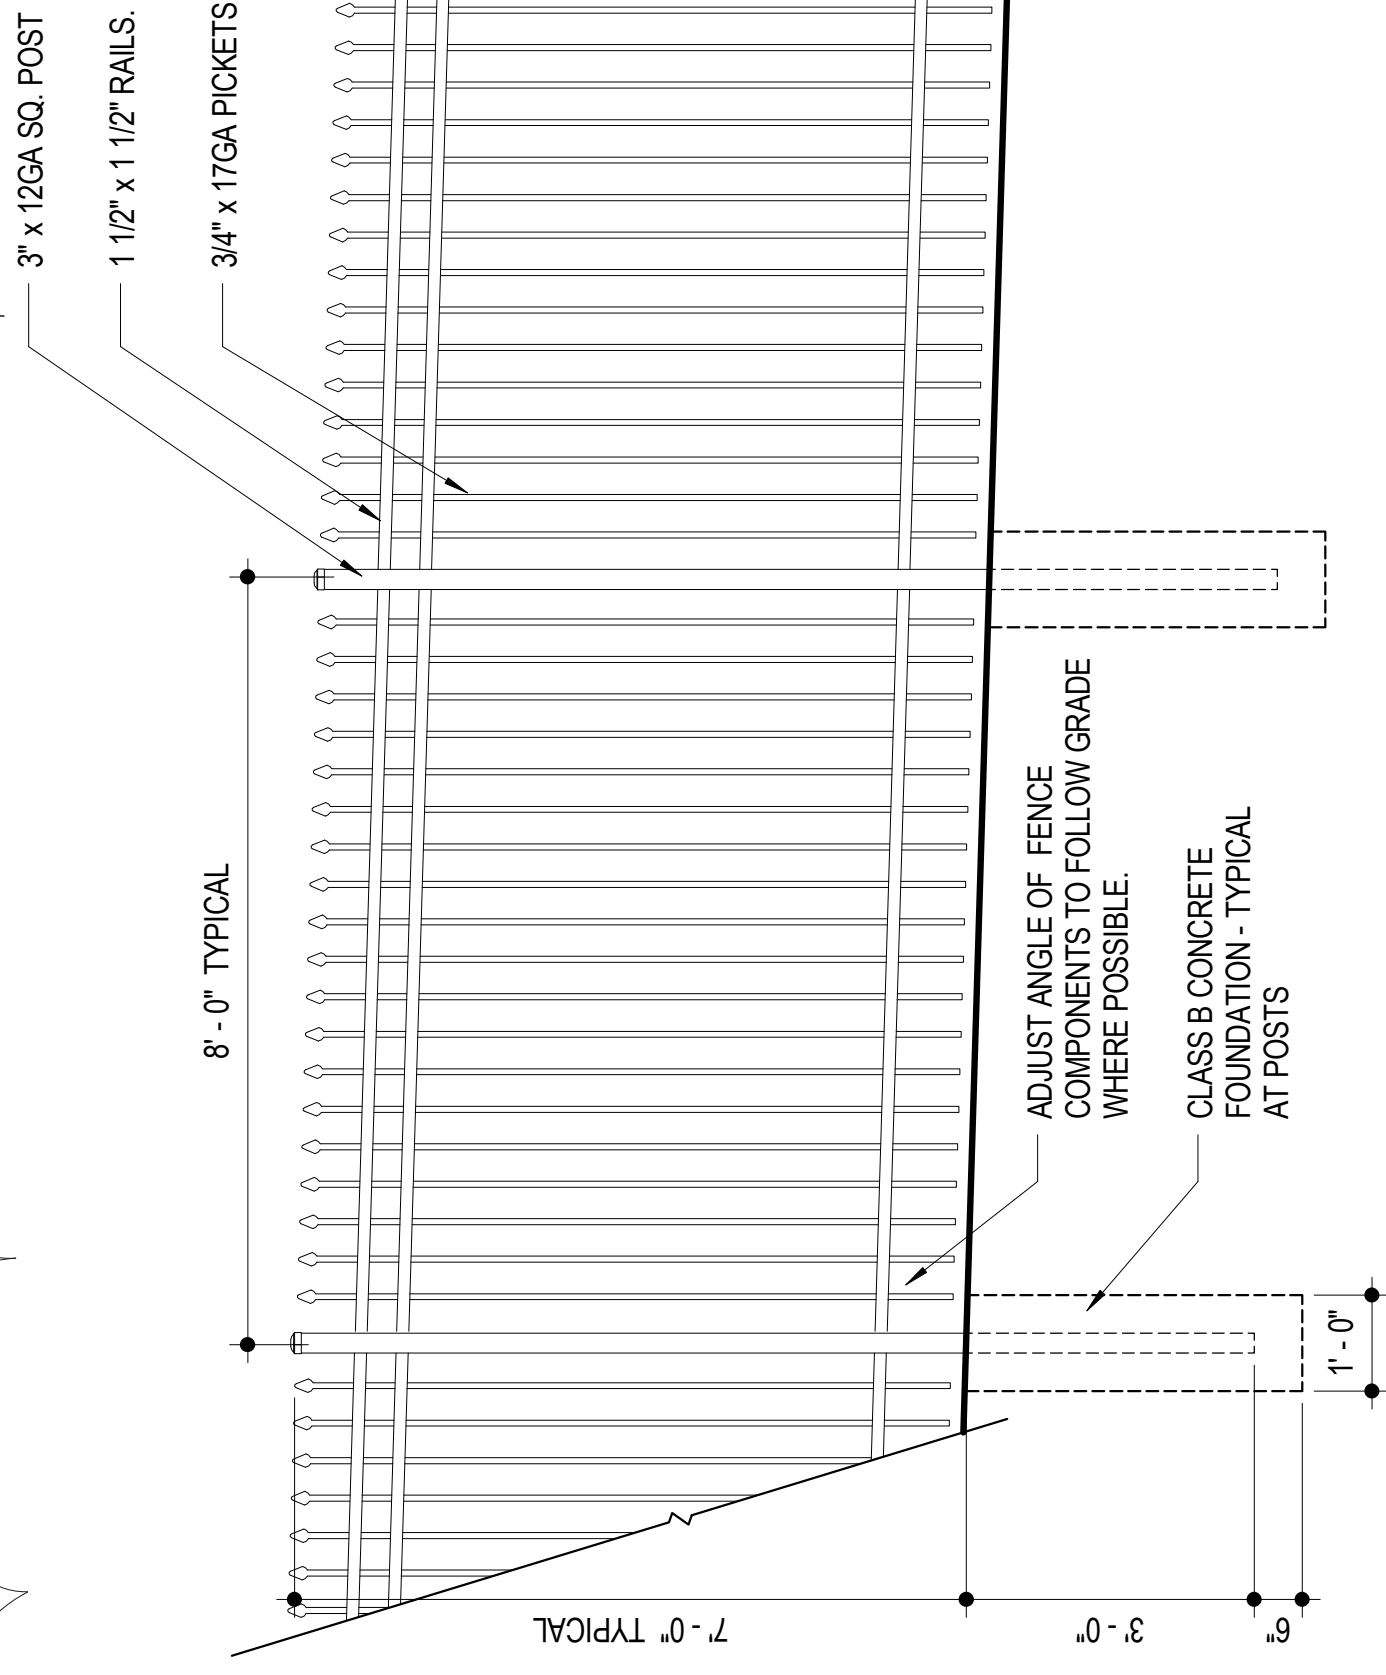 3" x 12GA SQ. POST
1 1/2" x 1 1/2" RAILS.
3/4" x 17GA PICKETS
8' - 0" TYPICAL
ADJUST ANGLE OF FENCE
COMPONENTS TO FOLLOW GRADE
WHERE POSSIBLE.
CLASS B CONCRETE
FOUNDATION - TYPICAL
AT POSTS
1' - 0"
7' - 0" TYPICAL
3' - 0"
6"